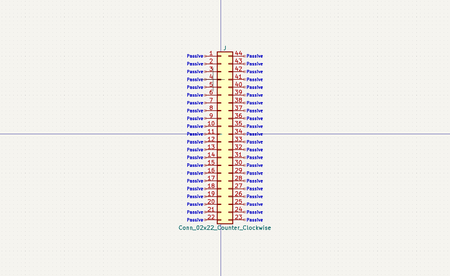 J
Passive 1 44 Passive
Passive 2 43 Passive
Passive 3 42 Passive
Passive 4 41 Passive
Passive 5 40 Passive
Passive 6 39 Passive
Passive 7 38 Passive
Passive 8 37 Passive
Passive 9 36 Passive
Passive 10 35 Passive
Passive 11 34 Passive
Passive 12 33 Passive
Passive 13 32 Passive
Passive 14 31 Passive
Passive 15 30 Passive
Passive 16 29 Passive
Passive 17 28 Passive
Passive 18 27 Passive
Passive 19 26 Passive
Passive 20 25 Passive
Passive 21 24 Passive
Passive 22 23 Passive
Conn_02x22_Counter_Clockwise